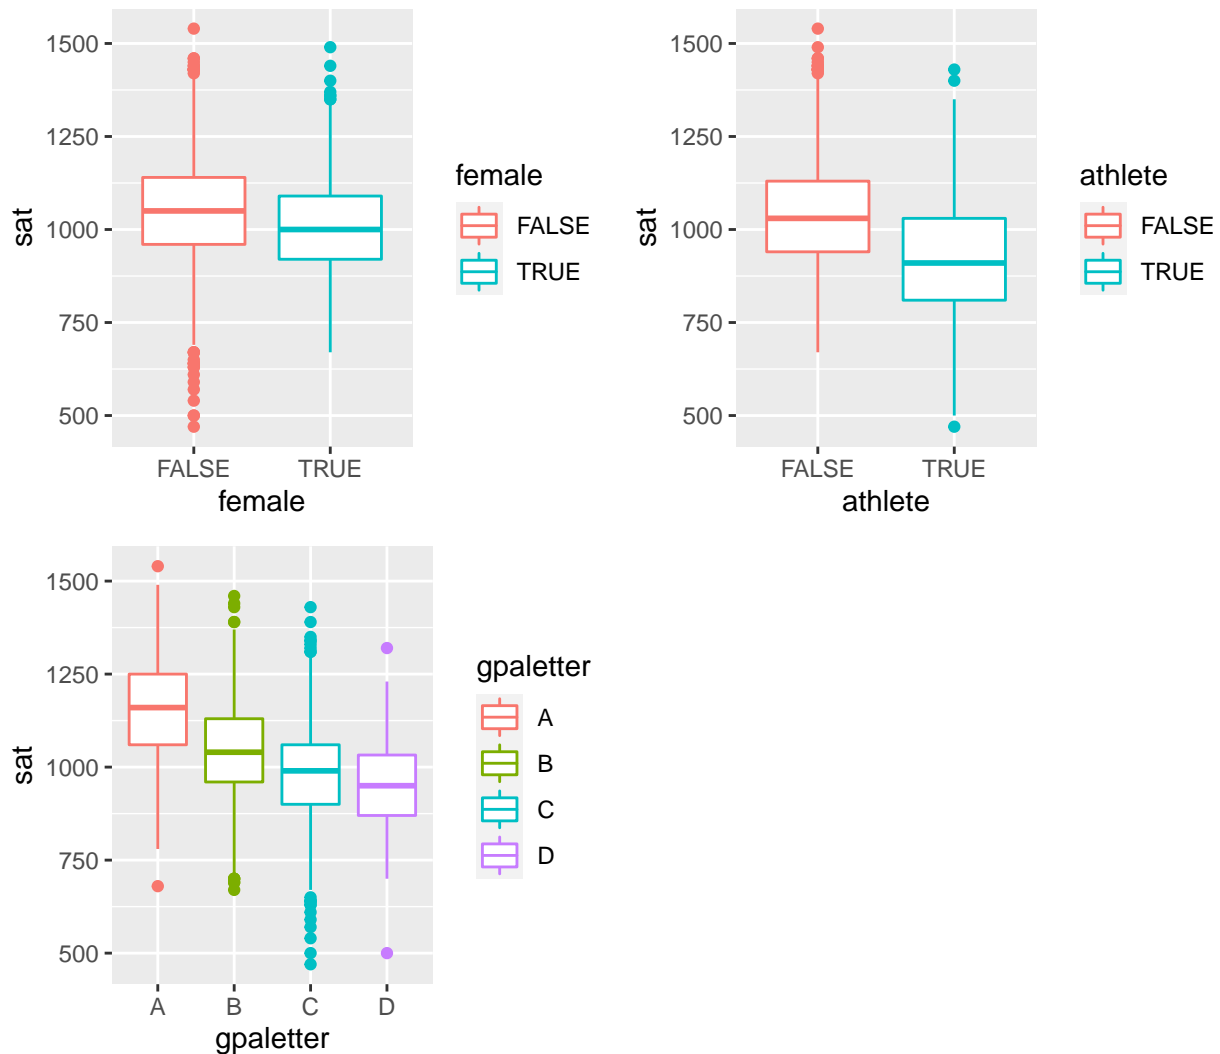 1500
1250
1000
750
500
sat
FALSE
TRUE
female
female
FALSE
TRUE
1500
1250
1000
750
500
sat
FALSE
TRUE
athlete
athlete
FALSE
TRUE
1500
1250
1000
750
500
sat
A
B
C
D
gpaletter
gpaletter
A
B
C
D